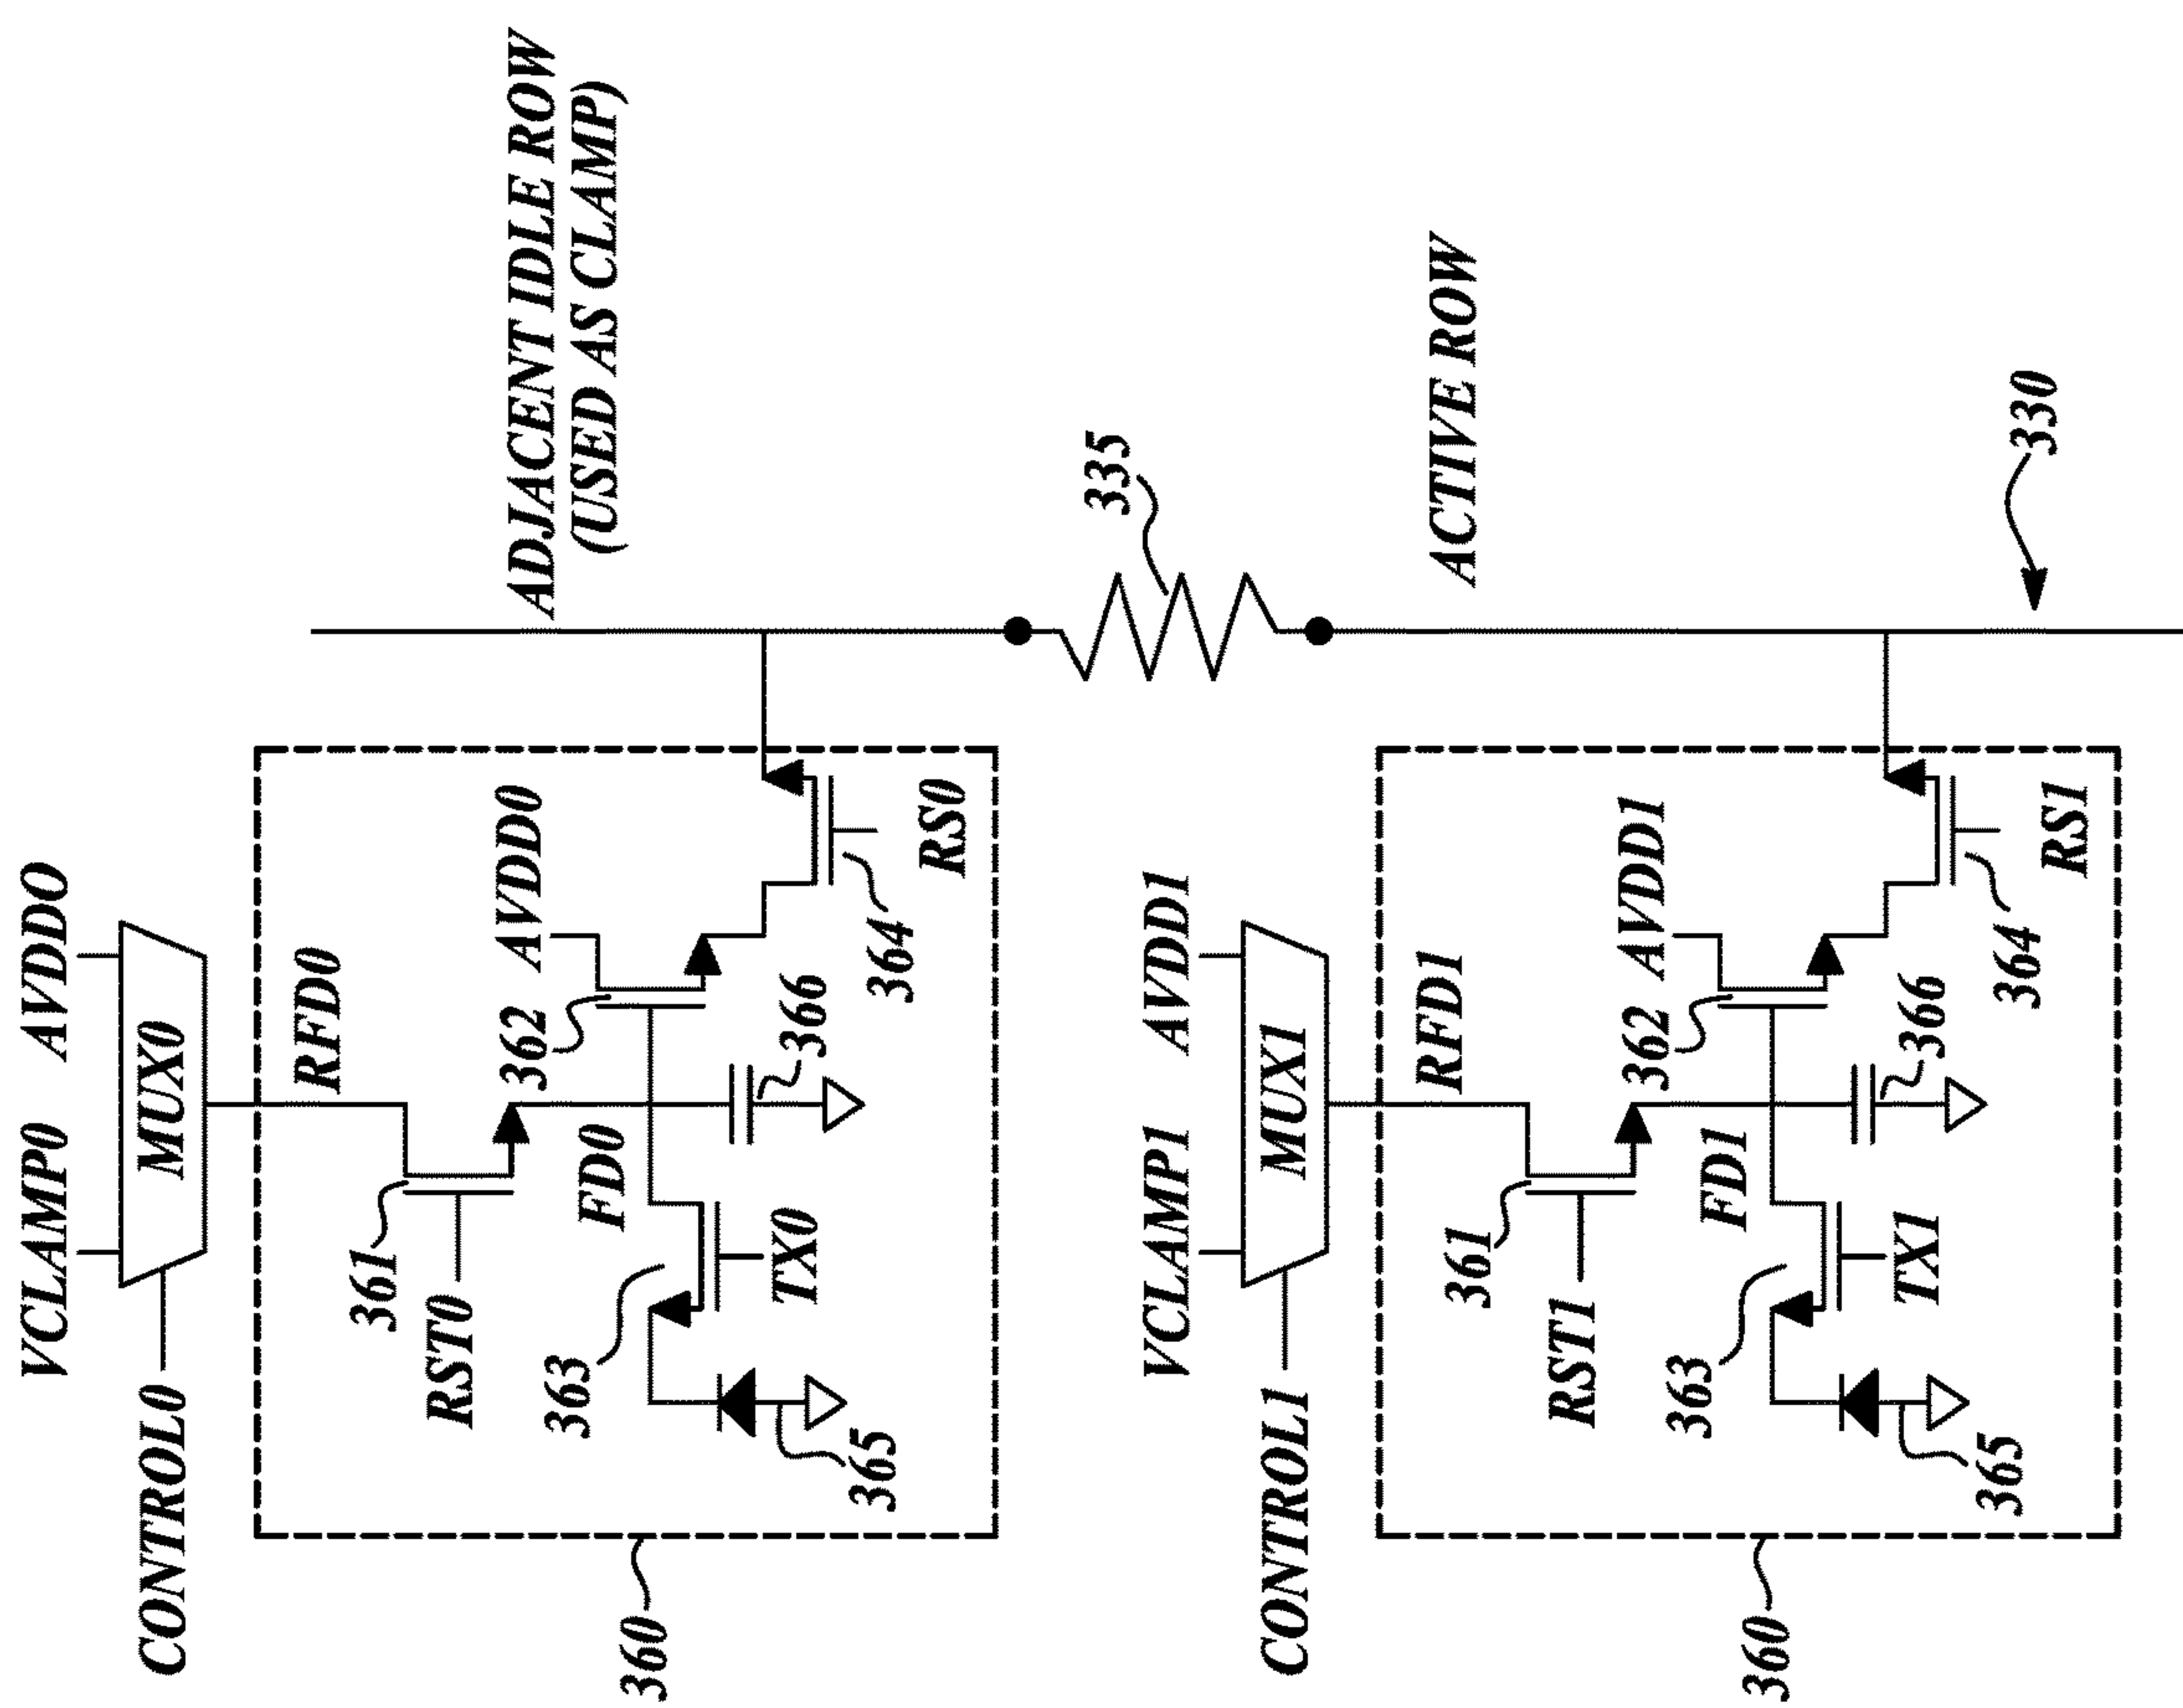 VCLAMP0
AVDDO
CONTROL0
MUX0
RFD0
361
RST0
362
AVDD0
FD0
366
363
TX0
365
364
RS0
360
ADJACENT IDLE ROW
(USED AS CLAMP)
335
VCLAMP1
AVDD1
CONTROL1
MUX1
RFD1
361
RST1
362
AVDD1
FD1
366
363
TX1
365
364
RS1
360
ACTIVE ROW
330